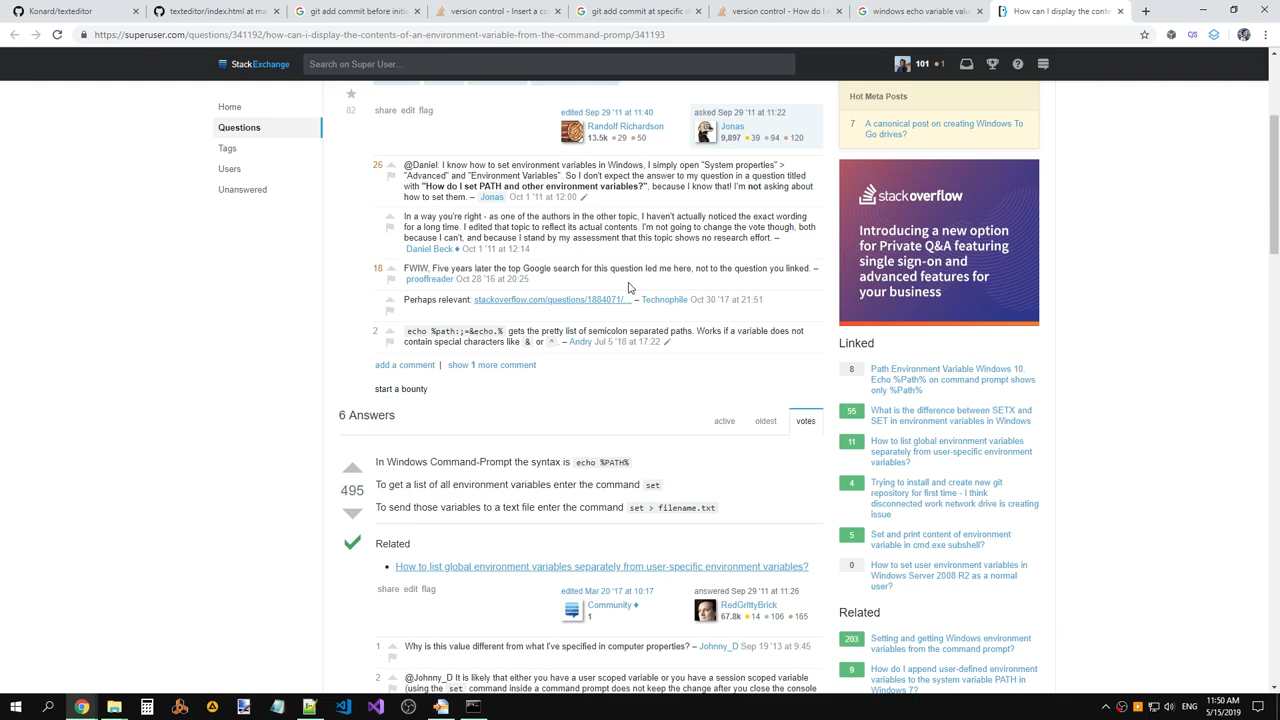 Konard/texteditor
texteditor/index.html at ma
git add commit before initia
version control - Insert a co
git add commit at specific d
version control - How do I r
windows echo variable value
How can I display the conte
https://superuser.com/questions/341192/how-can-i-display-the-contents-of-an-environment-variable-from-the-command-promp/341193
StackExchange
Search on Super User...
101 1
Home
Questions
Tags
Users
Unanswered
82
share edit flag
edited Sep 29 '11 at 11:40
Randolf Richardson
13.5k 29 50
asked Sep 29 '11 at 11:22
Jonas
9,897 39 94 120
26 @Daniel: I know how to set environment variables in Windows, I simply open "System properties" >
"Advanced" and "Environment Variables". So I don't expect the answer to my question in a question titled
with "How do I set PATH and other environment variables?", because I know that! I'm not asking about
how to set them. – Jonas Oct 1 '11 at 12:00
In a way you're right - as one of the authors in the other topic, I haven't actually noticed the exact wording
for a long time. I edited that topic to reflect its actual contents. I'm not going to change the vote though, both
because I can't, and because I stand by my assessment that this topic shows no research effort. –
Daniel Beck ♦ Oct 1 '11 at 12:14
18 FWIW, Five years later the top Google search for this question led me here, not to the question you linked. –
proofreader Oct 28 '16 at 20:25
Perhaps relevant: stackoverflow.com/questions/1884071/... – Technophile Oct 30 '17 at 21:51
2 echo %path:;=&echo.% gets the pretty list of semicolon separated paths. Works if a variable does not
contain special characters like & or ^. – Andry Jul 5 '18 at 17:22
add a comment | show 1 more comment
start a bounty
6 Answers
active oldest votes
495
In Windows Command-Prompt the syntax is echo %PATH%
To get a list of all environment variables enter the command set
To send those variables to a text file enter the command set > filename.txt
Related
• How to list global environment variables separately from user-specific environment variables?
share edit flag
edited Mar 20 '17 at 10:17
Community ♦
1
answered Sep 29 '11 at 11:26
RedGrittyBrick
67.8k 14 106 165
1 Why is this value different from what I've specified in computer properties? – Johnny_D Sep 19 '13 at 9:45
2 @Johnny_D It is likely that either you have a user scoped variable or you have a session scoped variable
(using the set command inside a command prompt does not keep the change after you close the console
Hot Meta Posts
7 A canonical post on creating Windows To
Go drives?
stackoverflow
Introducing a new option
for Private Q&A featuring
single sign-on and
advanced features for
your business
Linked
8 Path Environment Variable Windows 10.
Echo %Path% on command prompt shows
only %Path%
55 What is the difference between SETX and
SET in environment variables in Windows
11 How to list global environment variables
separately from user-specific environment
variables?
4 Trying to install and create new git
repository for first time - I think
disconnected work network drive is creating
issue
5 Set and print content of environment
variable in cmd.exe subshell?
0 How to set user environment variables in
Windows Server 2008 R2 as a normal
user?
Related
203 Setting and getting Windows environment
variables from the command prompt?
9 How do I append user-defined environment
variables to the system variable PATH in
Windows 7?
ENG
11:50 AM
5/15/2019